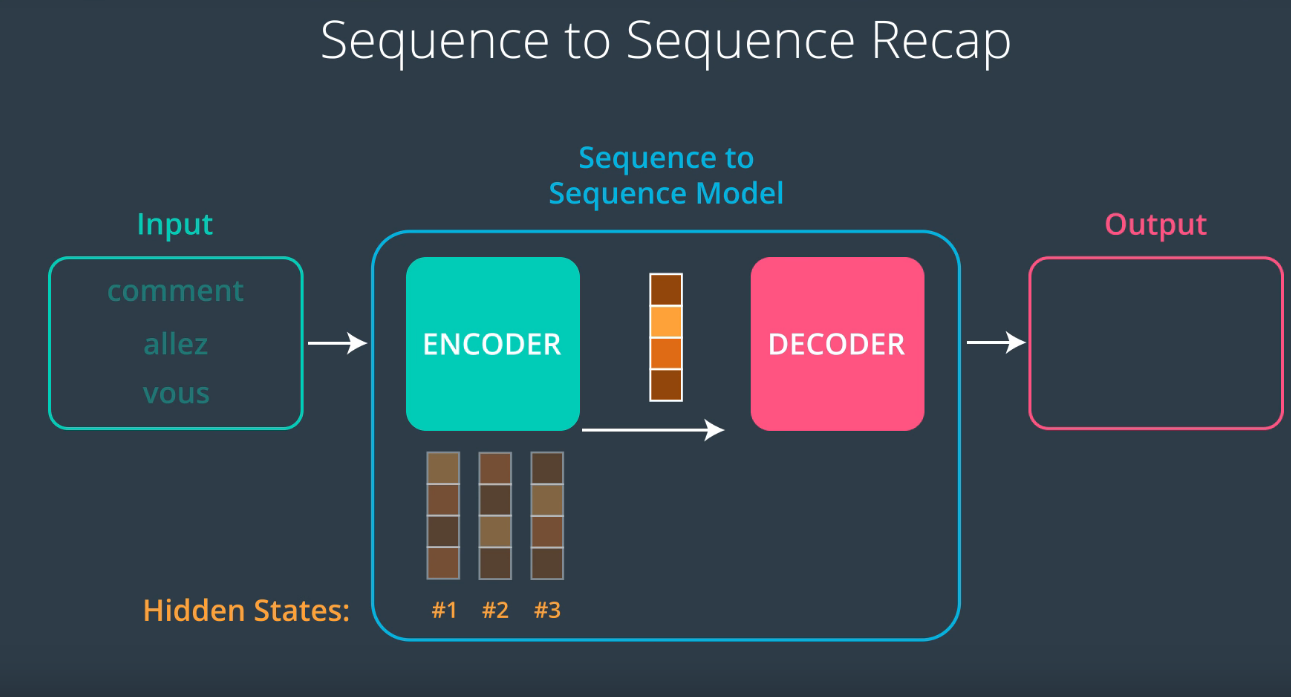 Sequence to Sequence Recap
Sequence to
Sequence Model
Input
Output
comment
allez
vous
ENCODER
DECODER
Hidden States:
#1
#2
#3